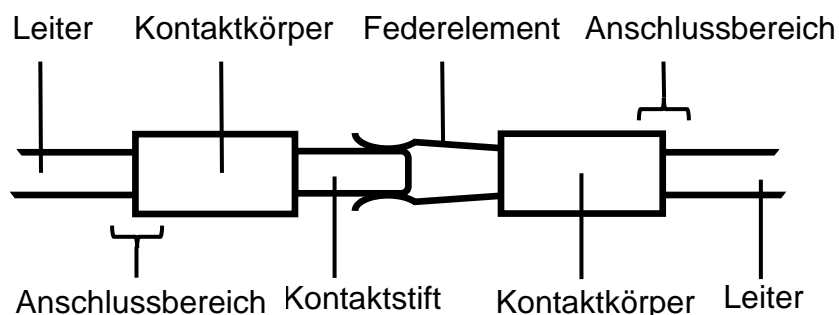 Leiter Kontaktkörper Federelement Anschlussbereich
Anschlussbereich Kontaktstift Kontaktkörper Leiter